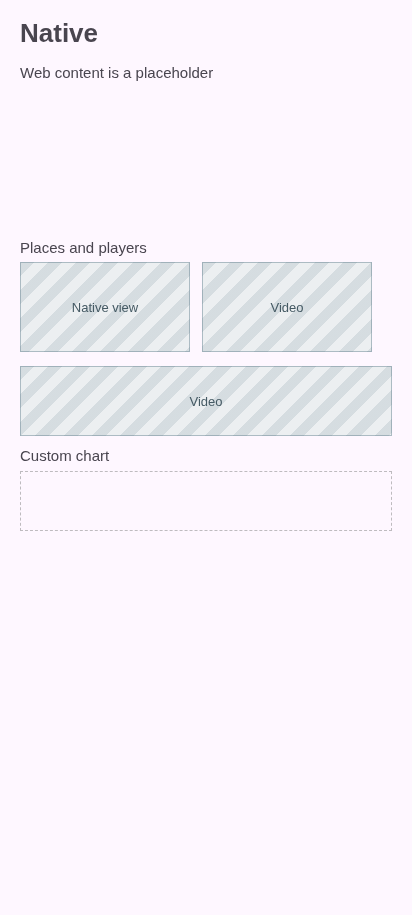 Native
Web content is a placeholder
Places and players
Native view
Video
Video
Custom chart